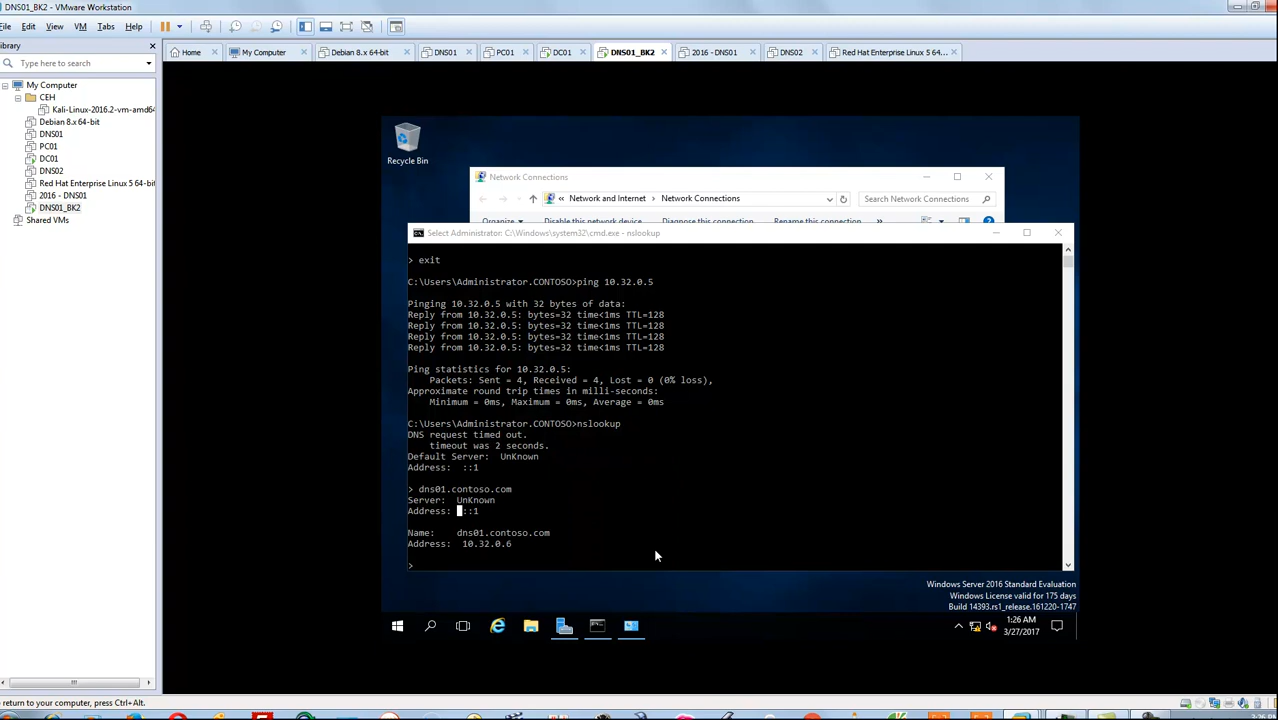 DNS01_BK2 - VMware Workstation
File Edit View VM Tabs Help
Library
Type here to search
Home
My Computer
Debian 8.x 64-bit
DNS01
PC01
DC01
DNS01_BK2
2016 - DNS01
DNS02
Red Hat Enterprise Linux 5 64...
My Computer
CEH
Kali-Linux-2016.2-vm-amd64
Debian 8.x 64-bit
DNS01
PC01
DC01
DNS02
Red Hat Enterprise Linux 5 64-bit
2016 - DNS01
DNS01_BK2
Shared VMs
Recycle Bin
Network Connections
« Network and Internet > Network Connections
Search Network Connections
Organize Disable this network device Diagnose this connection Rename this connection »
Select Administrator: C:\Windows\system32\cmd.exe - nslookup
> exit
C:\Users\Administrator.CONTOSO>ping 10.32.0.5
Pinging 10.32.0.5 with 32 bytes of data:
Reply from 10.32.0.5: bytes=32 time<1ms TTL=128
Reply from 10.32.0.5: bytes=32 time<1ms TTL=128
Reply from 10.32.0.5: bytes=32 time<1ms TTL=128
Reply from 10.32.0.5: bytes=32 time<1ms TTL=128
Ping statistics for 10.32.0.5:
Packets: Sent = 4, Received = 4, Lost = 0 (0% loss),
Approximate round trip times in milli-seconds:
Minimum = 0ms, Maximum = 0ms, Average = 0ms
C:\Users\Administrator.CONTOSO>nslookup
DNS request timed out.
timeout was 2 seconds.
Default Server: UnKnown
Address: ::1
> dns01.contoso.com
Server: UnKnown
Address: ::1
Name: dns01.contoso.com
Address: 10.32.0.6
>
Windows Server 2016 Standard Evaluation
Windows License valid for 175 days
Build 14393.rs1_release.161220-1747
1:26 AM
3/27/2017
return to your computer, press Ctrl+Alt.